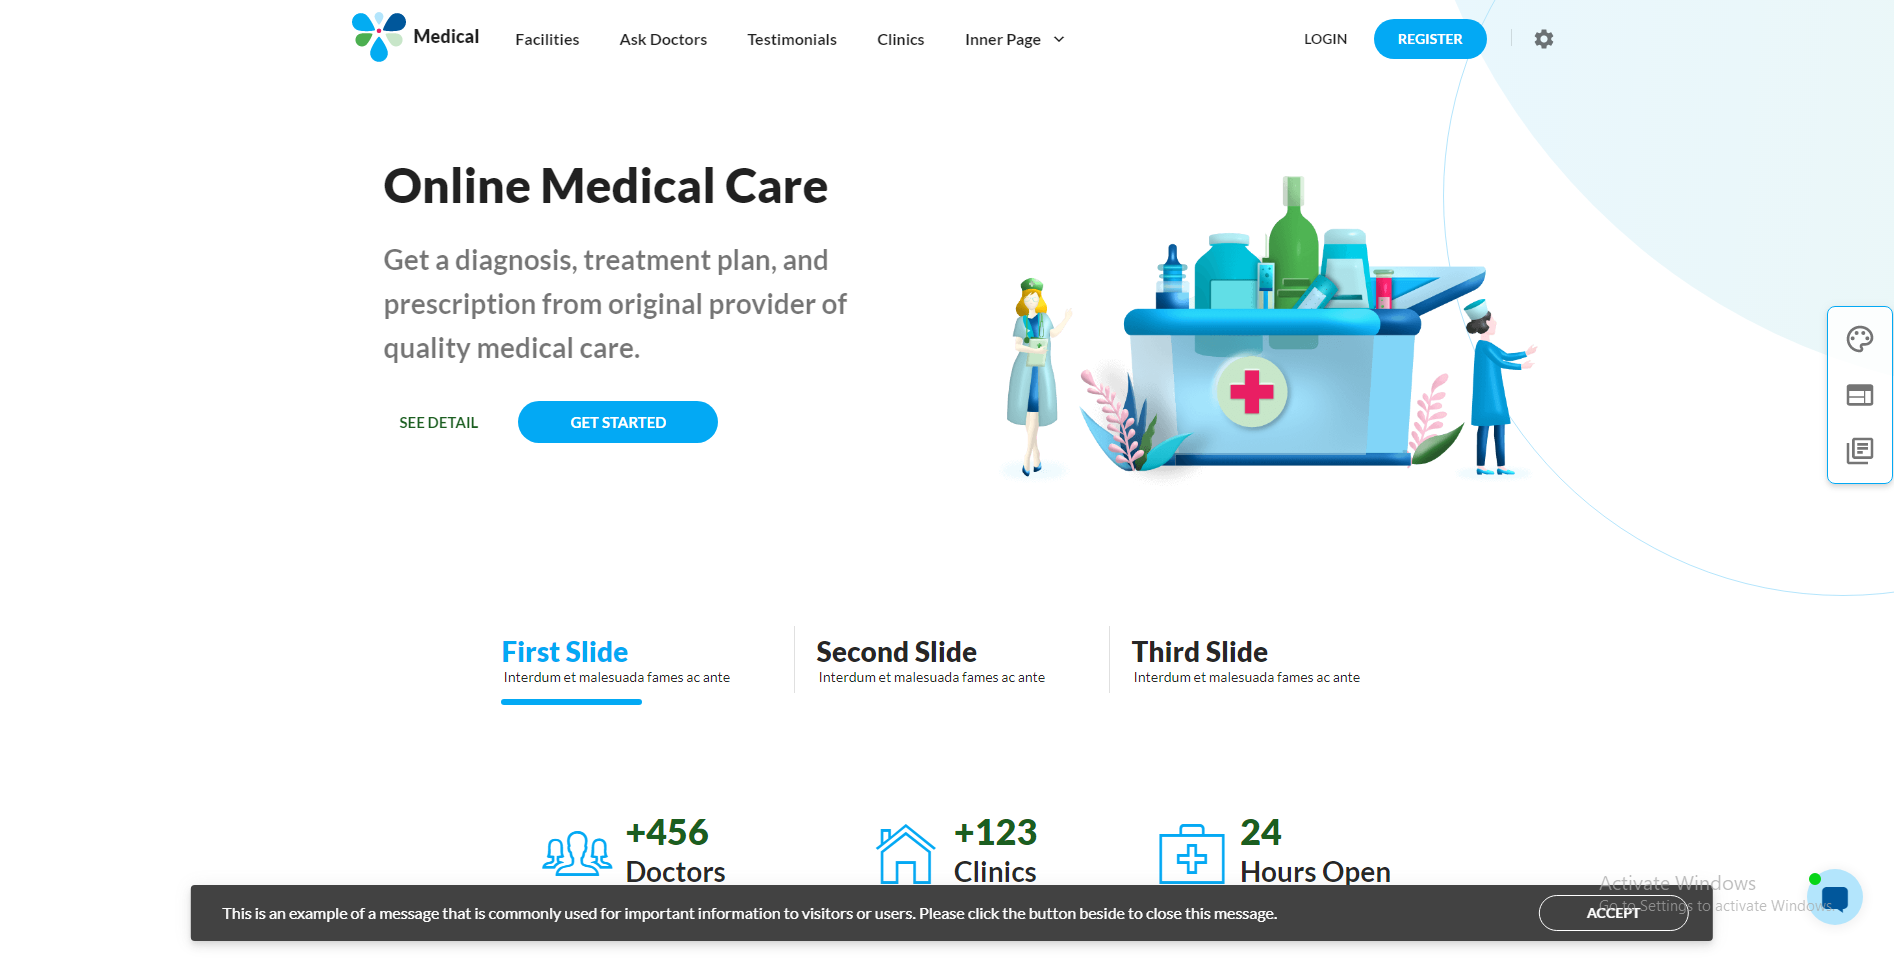 Medical
Facilities
Ask Doctors
Testimonials
Clinics
Inner Page
LOGIN
REGISTER
Online Medical Care
Get a diagnosis, treatment plan, and
prescription from original provider of
quality medical care.
SEE DETAIL
GET STARTED
First Slide
Interdum et malesuada fames ac ante
Second Slide
Interdum et malesuada fames ac ante
Third Slide
Interdum et malesuada fames ac ante
+456
Doctors
+123
Clinics
24
Hours Open
This is an example of a message that is commonly used for important information to visitors or users. Please click the button beside to close this message.
ACCEPT
Activate Windows
Go to Settings to activate Windows.